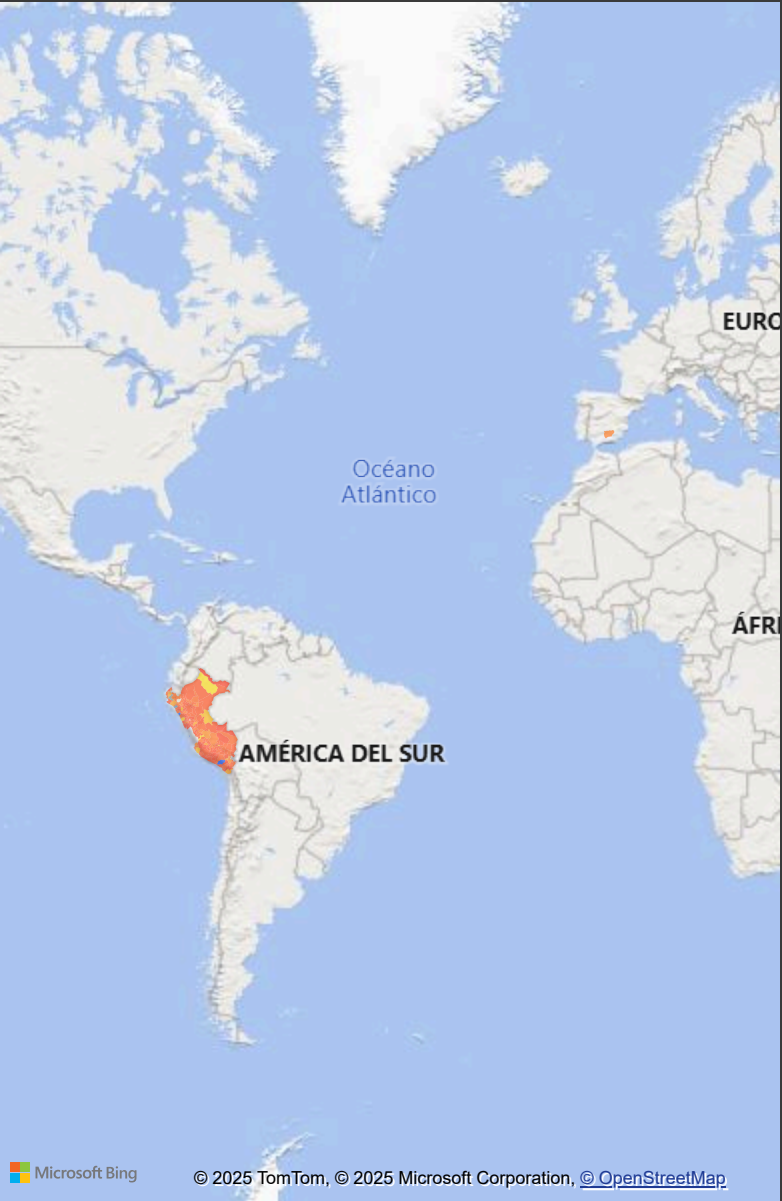 EURO
Océano
Atlántico
ÁFRI
AMÉRICA DEL SUR
Microsoft Bing
© 2025 TomTom, © 2025 Microsoft Corporation, © OpenStreetMap